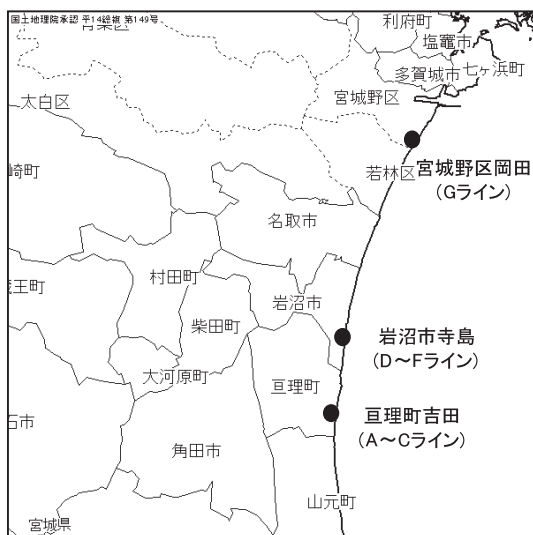 国土地理院承認 平14総複 第149号
青葉区
利府町
塩竈市
多賀城市
七ヶ浜町
宮城野区
太白区
宮城野区岡田
(Gライン)
若林区
崎町
名取市
村田町
蔵王町
岩沼市
柴田町
岩沼市寺島
(D～Fライン)
大河原町
亘理町
亘理町吉田
(A～Cライン)
石市
角田市
山元町
宮城県